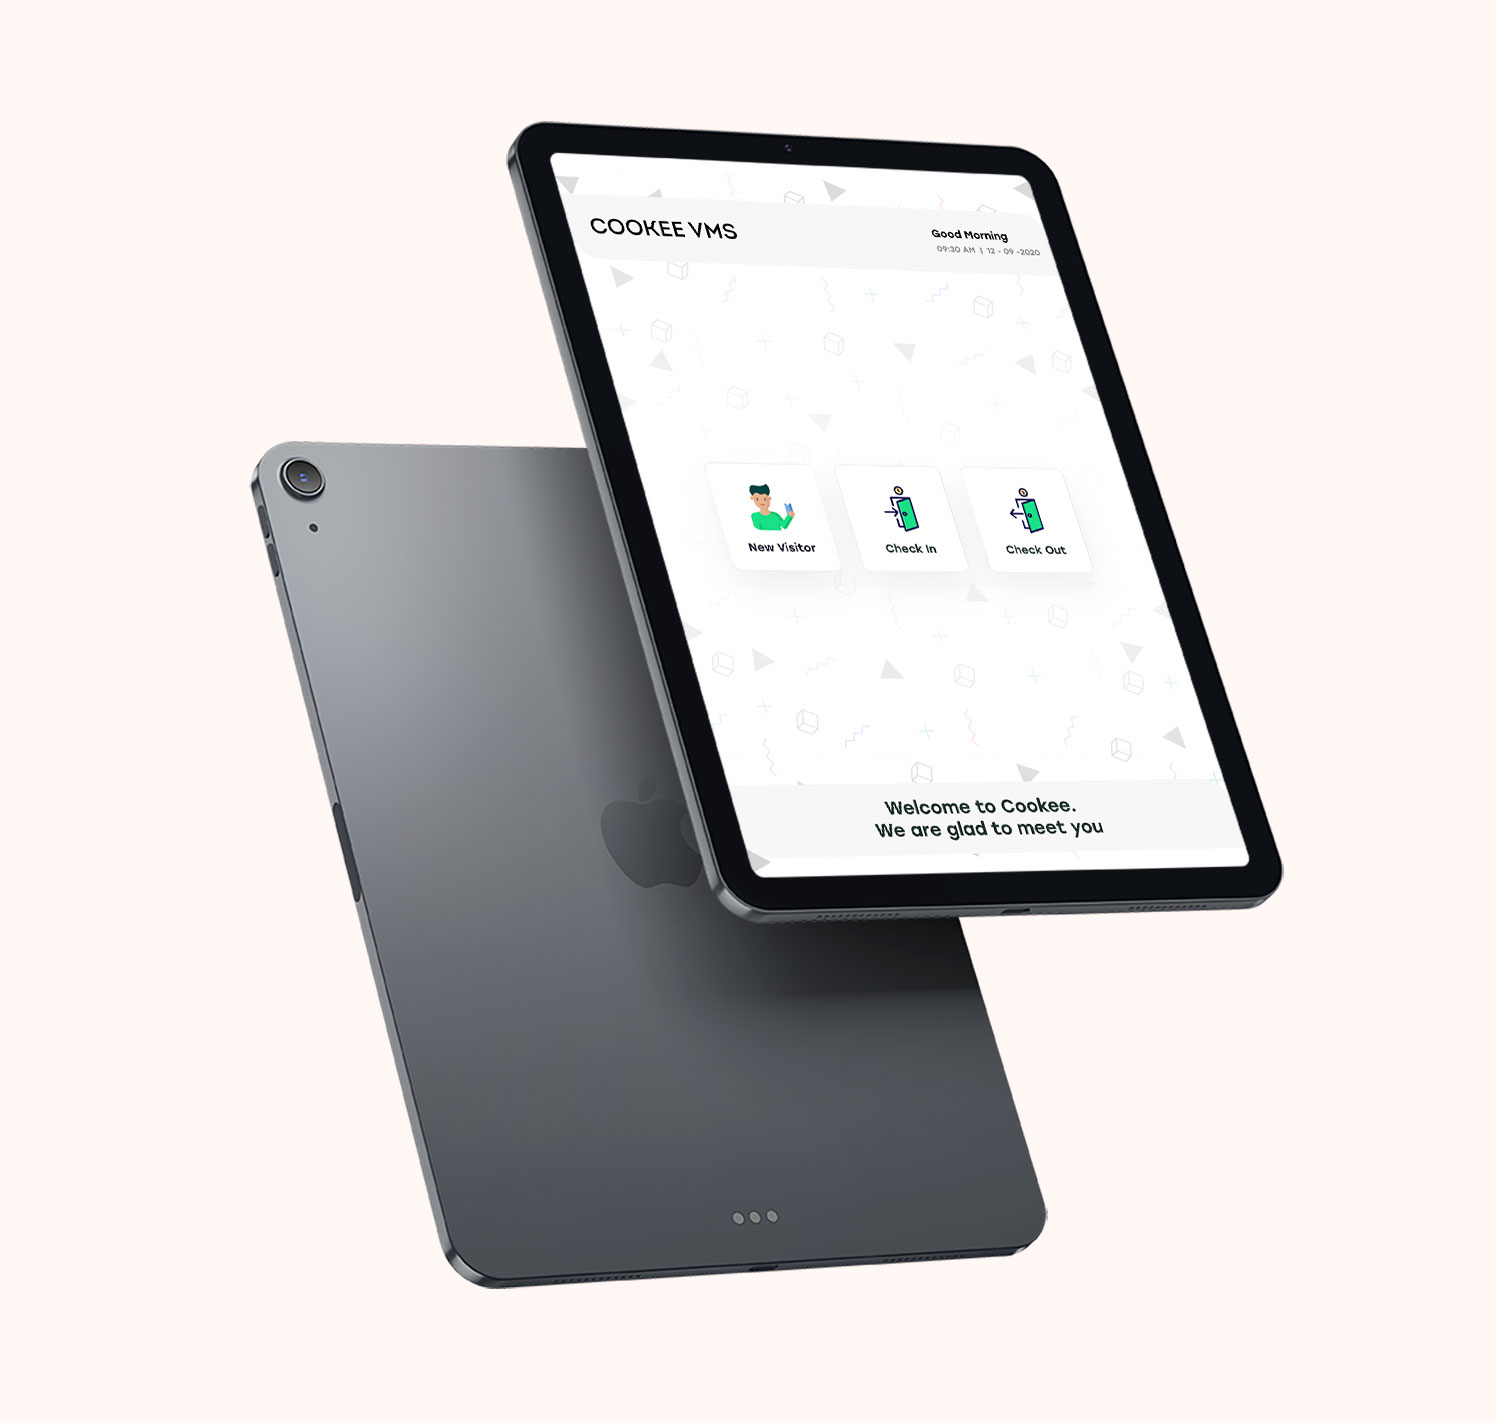 COOKEE VMS
Good Morning
09:30 AM | 12 - 09 -2020
New Visitor
Check In
Check Out
Welcome to Cookee.
We are glad to meet you